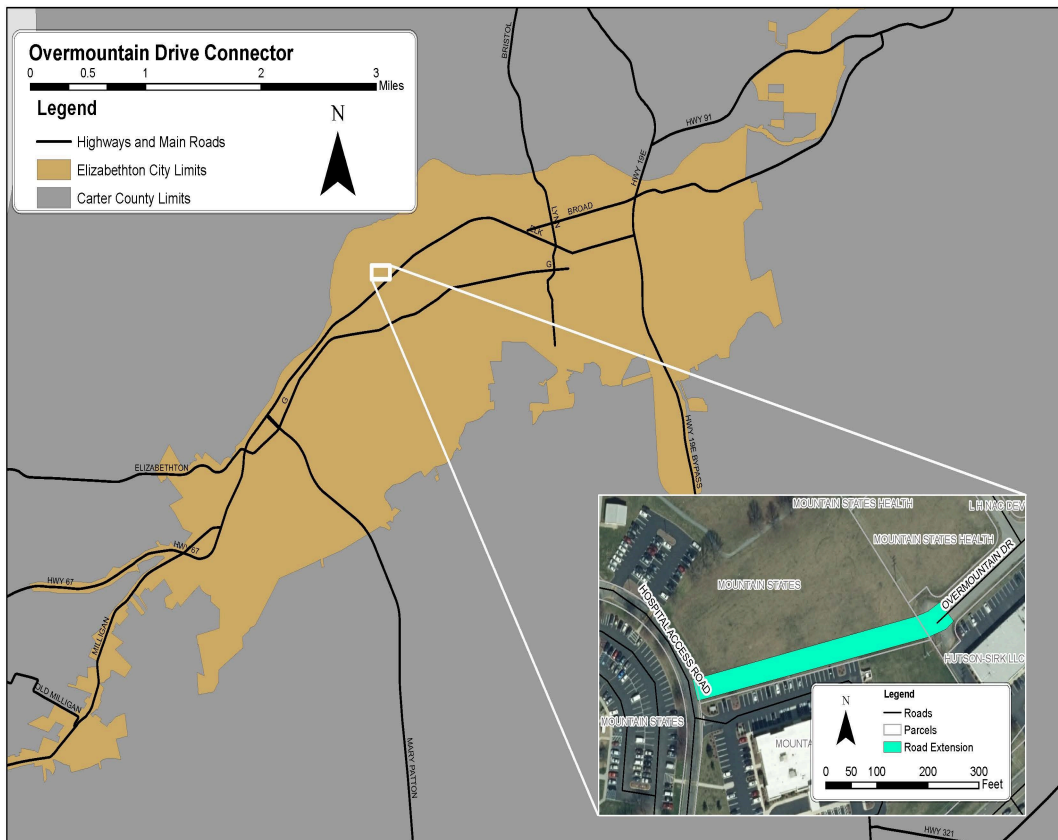 Overmountain Drive Connector
0 0.5 1 2 3
Miles
Legend
N
Highways and Main Roads
Elizabethton City Limits
Carter County Limits
BRISTOL
HWY 91
HWY 19E
LYNN
BROAD
ELK
G
G
ELIZABETHTON
HWY 67
HWY 67
MILLIGAN
OLD MILLIGAN
MARY PATTON
HWY 19E BYPASS
MOUNTAIN STATES HEALTH
L H NAC DEV
MOUNTAIN STATES HEALTH
MOUNTAIN STATES
OVERMOUNTAIN DR
HOSPITAL ACCESS ROAD
HUTSON-SIRK LLC
MOUNTAIN STATES
Legend
N
Roads
Parcels
Road Extension
0 50 100 200 300
Feet
HWY 321